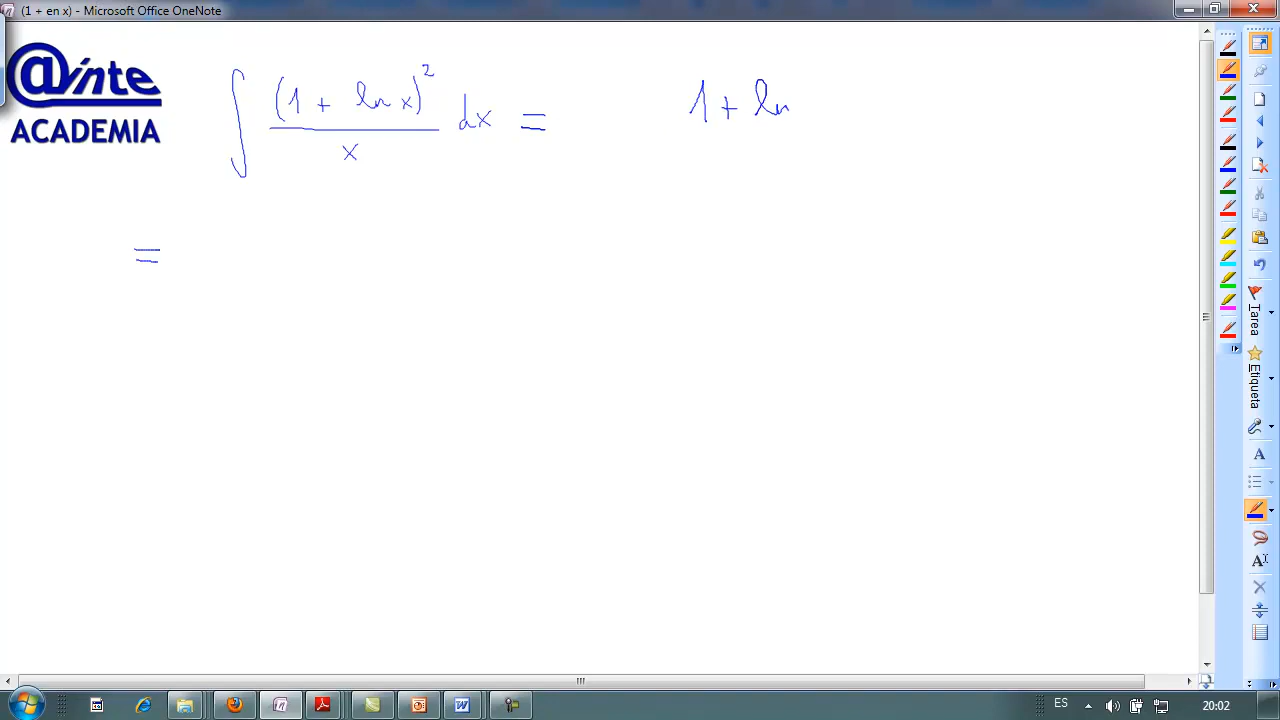 (1 + en x) - Microsoft Office OneNote
@inte
ACADEMIA
∫ (1 + ln x)² / x dx =
1 + ln
=
Tarea
Etiqueta
A
A
ES
20:02